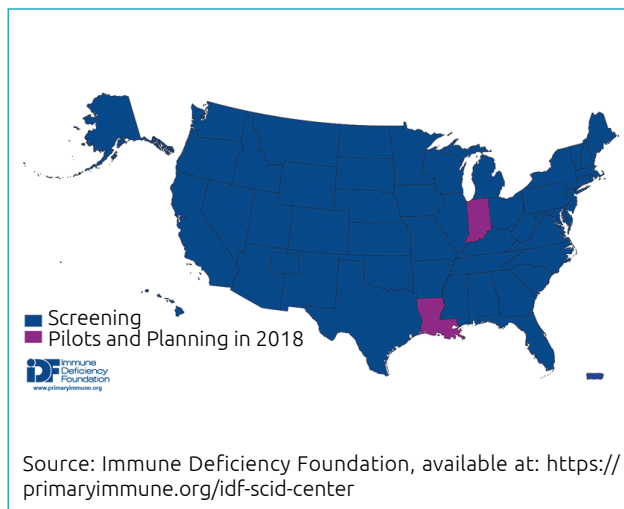 Screening
Pilots and Planning in 2018
IDF Immune
Deficiency
Foundation
www.primaryimmune.org
Source: Immune Deficiency Foundation, available at: https://
primaryimmune.org/idf-scid-center